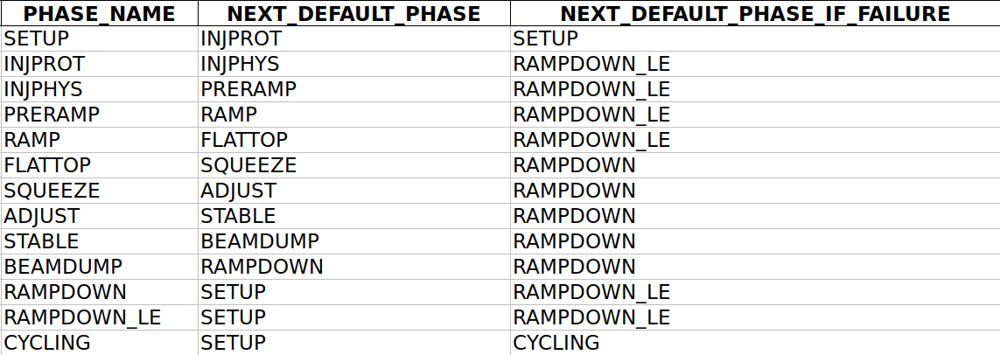 PHASE_NAME NEXT_DEFAULT_PHASE NEXT_DEFAULT_PHASE_IF_FAILURE
SETUP INJPROT SETUP
INJPROT INJPHYS RAMPDOWN_LE
INJPHYS PRERAMP RAMPDOWN_LE
PRERAMP RAMP RAMPDOWN_LE
RAMP FLATTOP RAMPDOWN_LE
FLATTOP SQUEEZE RAMPDOWN
SQUEEZE ADJUST RAMPDOWN
ADJUST STABLE RAMPDOWN
STABLE BEAMDUMP RAMPDOWN
BEAMDUMP RAMPDOWN RAMPDOWN
RAMPDOWN SETUP RAMPDOWN_LE
RAMPDOWN_LE SETUP RAMPDOWN_LE
CYCLING SETUP CYCLING